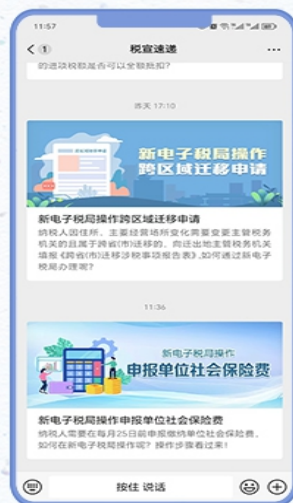 11:57
1
税宣速递
的进项税额是否可以全额抵扣？
昨天 17:10
新电子税局操作
跨区域迁移申请
新电子税局操作跨区域迁移申请
纳税人因住所、主要经营场所变化需要变更主管税务
机关的且属于跨省(市)迁移的，向迁出地主管税务机关
填报《跨省(市)迁移涉税事项报告表》,如何通过新电子
税局办理呢？
11:36
新电子税局操作
申报单位社会保险费
新电子税局操作申报单位社会保险费
纳税人需要在每月25日前申报缴纳单位社会保险费，
如何在新电子税局操作呢？操作步骤看过来！
按住 说话